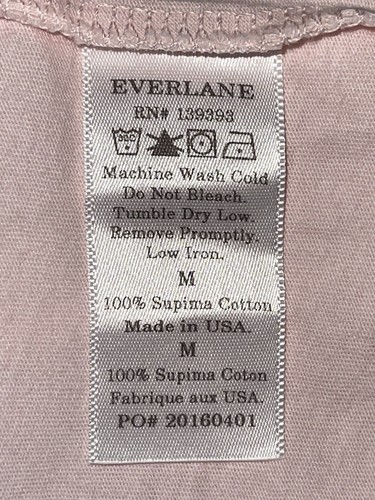 EVERLANE
RN# 139393
Machine Wash Cold
Do Not Bleach.
Tumble Dry Low.
Remove Promptly.
Low Iron.
M
100% Supima Cotton
Made in USA.
M
100% Supima Coton
Fabrique aux USA.
PO# 20160401